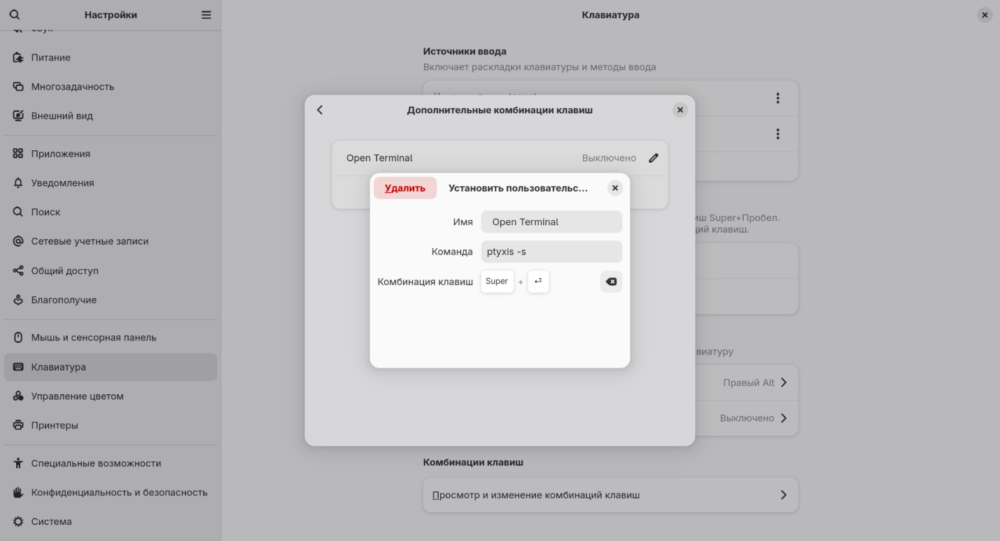 Настройки
Звук
Питание
Многозадачность
Внешний вид
Приложения
Уведомления
Поиск
Сетевые учетные записи
Общий доступ
Благополучие
Мышь и сенсорная панель
Клавиатура
Управление цветом
Принтеры
Специальные возможности
Конфиденциальность и безопасность
Система
Клавиатура
Источники ввода
Включает раскладки клавиатуры и методы ввода
иш Super+Пробел.
ций клавиш.
виатуру
Правый Alt
Выключено
Комбинации клавиш
Просмотр и изменение комбинаций клавиш
Дополнительные комбинации клавиш
Open Terminal Выключено
Удалить Установить пользовательс...
Имя Open Terminal
Команда ptyxis -s
Комбинация клавиш Super + ⏎